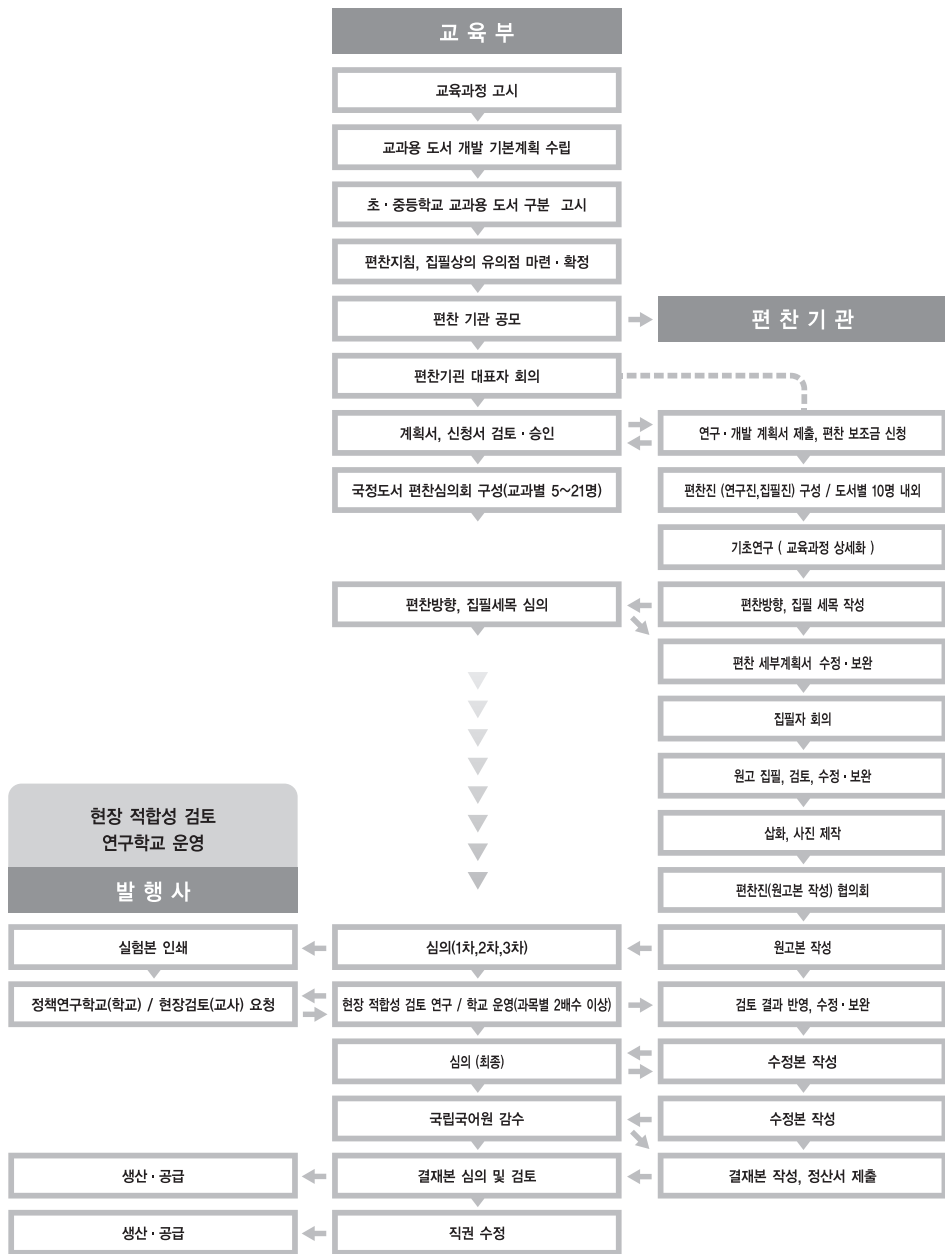 교 육 부
교육과정 고시
교과용 도서 개발 기본계획 수립
초 · 중등학교 교과용 도서 구분 고시
편찬지침, 집필상의 유의점 마련 · 확정
편찬 기관 공모
편 찬 기 관
편찬기괸 대표자 회의
계획서, 신청서 검토 · 승인
연구 · 개발 계획서 제출, 편찬 보조금 신청
국정도서 편찬심의회 구성(교과별 5~21명)
편찬진 (연구진,집필진) 구성 / 도서별 10명 내외
기초연구 ( 교육과정 상세화 )
편찬방향, 집필세목 심의
편찬방향, 집필 세목 작성
편찬 세부계획서 수정 · 보완
집필자 회의
원고 집필, 검토, 수정 · 보완
현장 적합성 검토
연구학교 운영
삽화, 사진 제작
발 행 사
편찬진(원고본 작성) 협의회
실험본 인쇄
심의(1차,2차,3차)
원고본 작성
정책연구학교(학교) / 현장검토(교사) 요청
현장 적합성 검토 연구 / 학교 운영(과목별 2배수 이상)
검토 결과 반영, 수정 · 보완
심의 (최종)
수정본 작성
국립국어원 감수
수정본 작성
생산 · 공급
결재본 심의 및 검토
결재본 작성, 정산서 제출
생산 · 공급
직권 수정